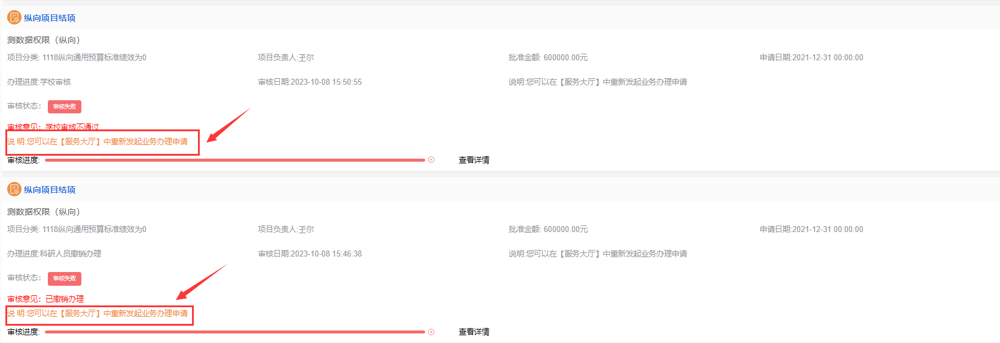 纵向项目结项
测数据权限（纵向）
项目分类: 1118纵向通用预算标准绩效为0 项目负责人:王尔 批准金额: 600000.00元 申请日期:2021-12-31 00:00:00
办理进度:学校审核 审核日期:2023-10-08 15:50:55 说明:您可以在【服务大厅】中重新发起业务办理申请
审核状态： 审核失败
审核意见：学校审核不通过
说 明:您可以在【服务大厅】中重新发起业务办理申请
审核进度: 查看详情
纵向项目结项
测数据权限（纵向）
项目分类: 1118纵向通用预算标准绩效为0 项目负责人:王尔 批准金额: 600000.00元 申请日期:2021-12-31 00:00:00
办理进度:科研人员撤销办理 审核日期:2023-10-08 15:46:38 说明:您可以在【服务大厅】中重新发起业务办理申请
审核状态： 审核失败
审核意见：已撤销办理
说 明:您可以在【服务大厅】中重新发起业务办理申请
审核进度: 查看详情